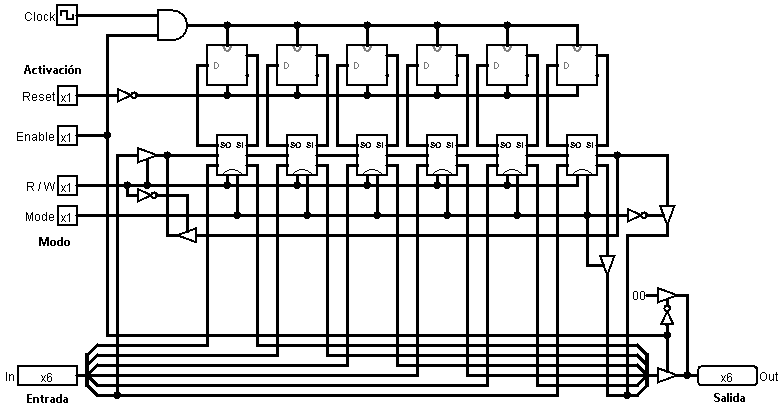 Clock
Activación
D D D D D D
Reset x1
Enable x1
SO SI SO SI SO SI SO SI SO SI SO SI
R / W x1
Mode x1
Modo
00
In x6
Entrada
x6 Out
Salida